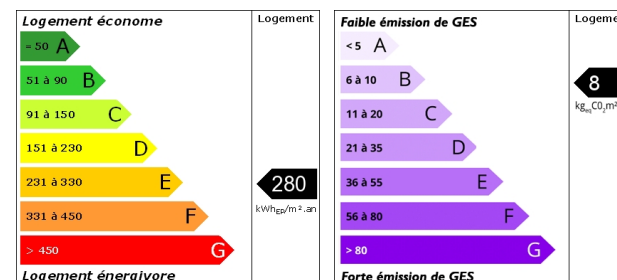 Logement économe
Logement
= 50 A
51 à 90 B
91 à 150 C
151 à 230 D
231 à 330 E
280
kWhEP/m².an
331 à 450 F
> 450 G
Logement énergivore
Faible émission de GES
Logeme
< 5 A
6 à 10 B
8
kgeqCO2m²
11 à 20 C
21 à 35 D
36 à 55 E
56 à 80 F
> 80 G
Forte émission de GES